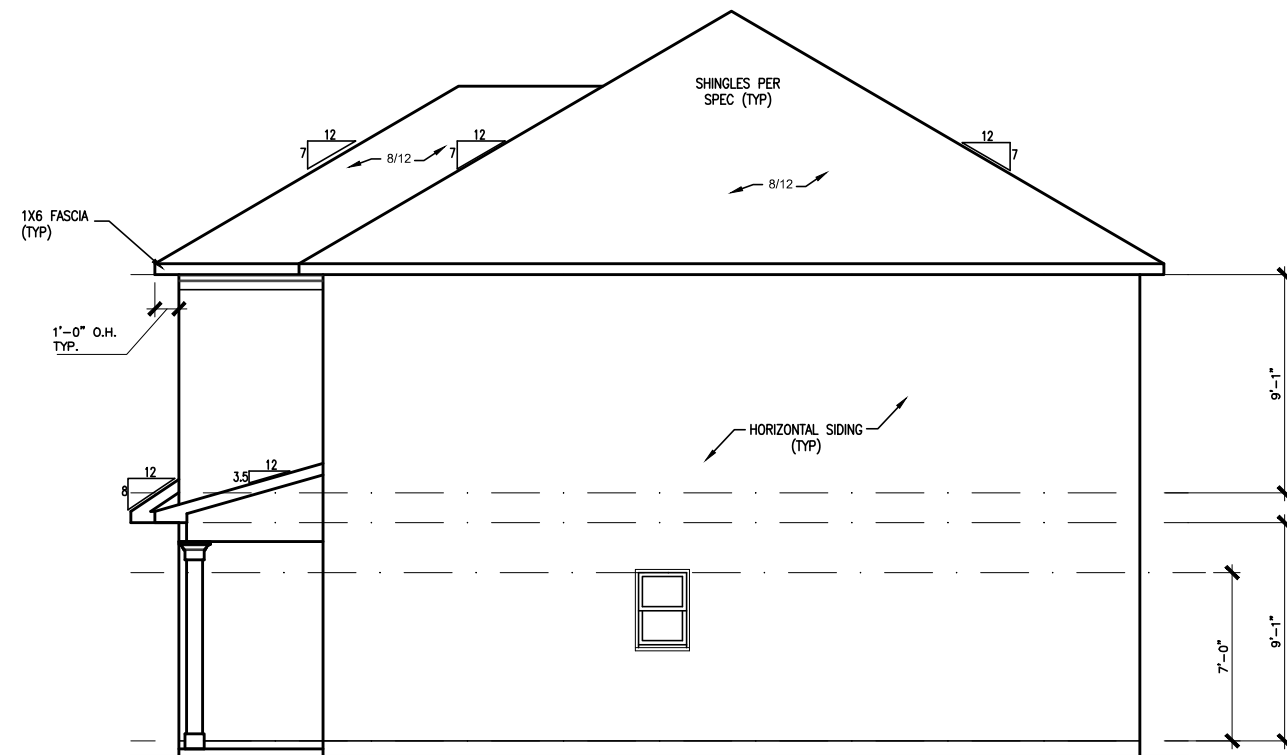 SHINGLES PER
SPEC (TYP)
12
7
8/12
12
7
8/12
12
7
1X6 FASCIA
(TYP)
1'-0" O.H.
TYP.
9'-1"
HORIZONTAL SIDING
(TYP)
12
8
12
3.5
7'-0"
9'-1"